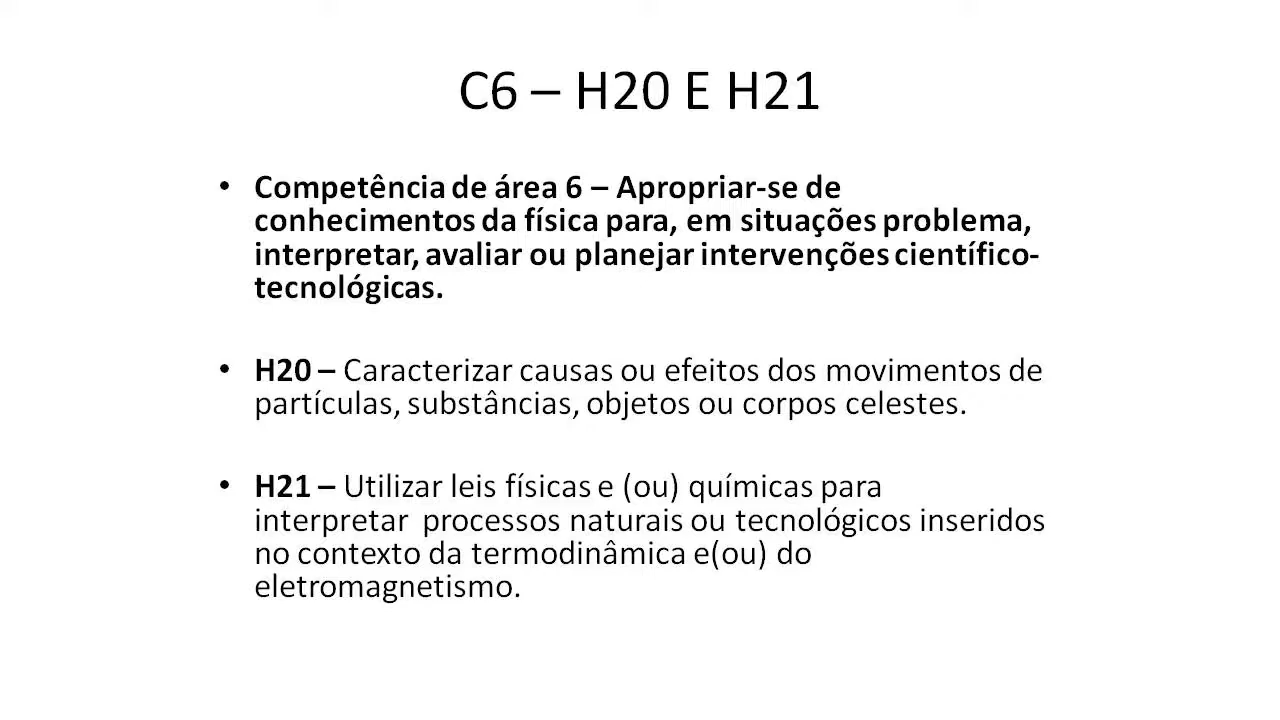 C6 – H20 E H21
• Competência de área 6 – Apropriar-se de
conhecimentos da física para, em situações problema,
interpretar, avaliar ou planejar intervenções científico-
tecnológicas.
• H20 – Caracterizar causas ou efeitos dos movimentos de
partículas, substâncias, objetos ou corpos celestes.
• H21 – Utilizar leis físicas e (ou) químicas para
interpretar processos naturais ou tecnológicos inseridos
no contexto da termodinâmica e(ou) do
eletromagnetismo.